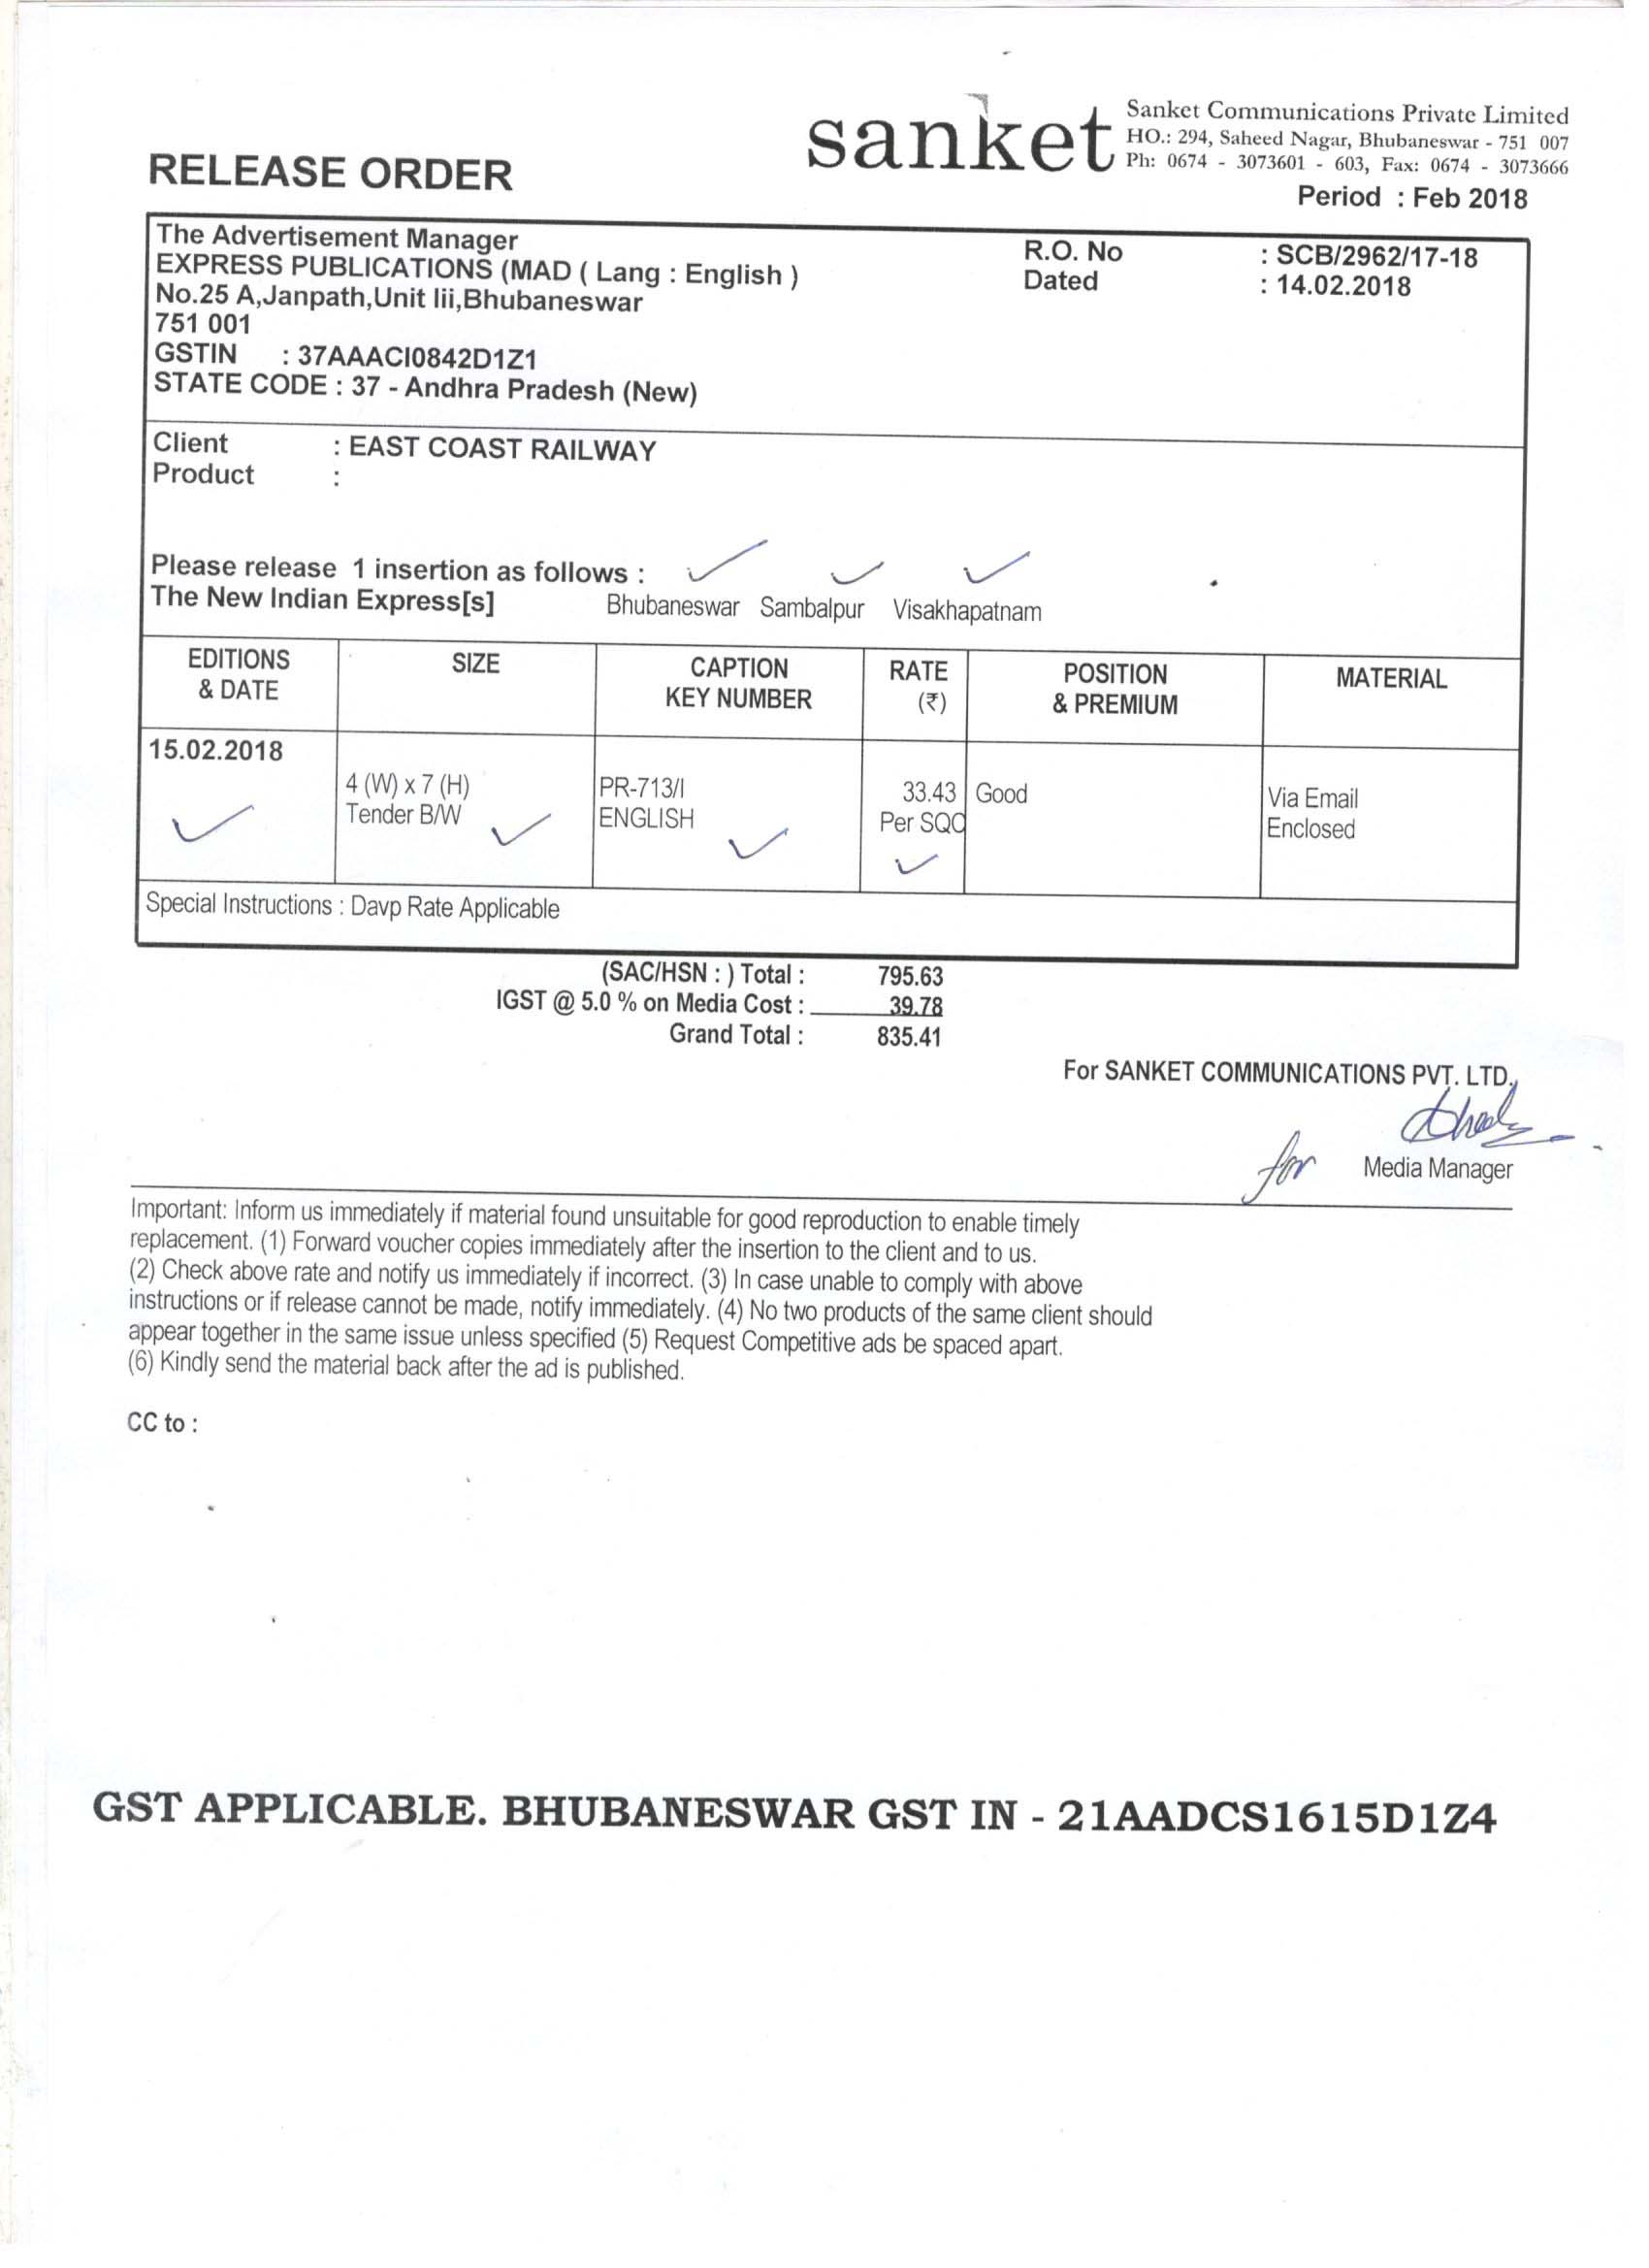 sanket
Sanket Communications Private Limited
HO.: 294, Saheed Nagar, Bhubaneswar - 751 007
Ph: 0674 - 3073601 - 603, Fax: 0674 - 3073666
RELEASE ORDER
Period : Feb 2018
The Advertisement Manager
EXPRESS PUBLICATIONS (MAD ( Lang : English )
No.25 A,Janpath,Unit Iii,Bhubaneswar
751 001
GSTIN : 37AAACI0842D1Z1
STATE CODE : 37 - Andhra Pradesh (New)
R.O. No : SCB/2962/17-18
Dated : 14.02.2018
Client : EAST COAST RAILWAY
Product :
Please release 1 insertion as follows :
The New Indian Express[s] Bhubaneswar Sambalpur Visakhapatnam
EDITIONS & DATE SIZE CAPTION KEY NUMBER RATE (₹) POSITION & PREMIUM MATERIAL
15.02.2018
4 (W) x 7 (H) PR-713/I 33.43 Good Via Email
Tender B/W ENGLISH Per SQC Enclosed
Special Instructions : Davp Rate Applicable
(SAC/HSN : ) Total : 795.63
IGST @ 5.0 % on Media Cost : 39.78
Grand Total : 835.41
For SANKET COMMUNICATIONS PVT. LTD.,
for Media Manager
Important: Inform us immediately if material found unsuitable for good reproduction to enable timely
replacement. (1) Forward voucher copies immediately after the insertion to the client and to us.
(2) Check above rate and notify us immediately if incorrect. (3) In case unable to comply with above
instructions or if release cannot be made, notify immediately. (4) No two products of the same client should
appear together in the same issue unless specified (5) Request Competitive ads be spaced apart.
(6) Kindly send the material back after the ad is published.
CC to :
GST APPLICABLE. BHUBANESWAR GST IN - 21AADCS1615D1Z4